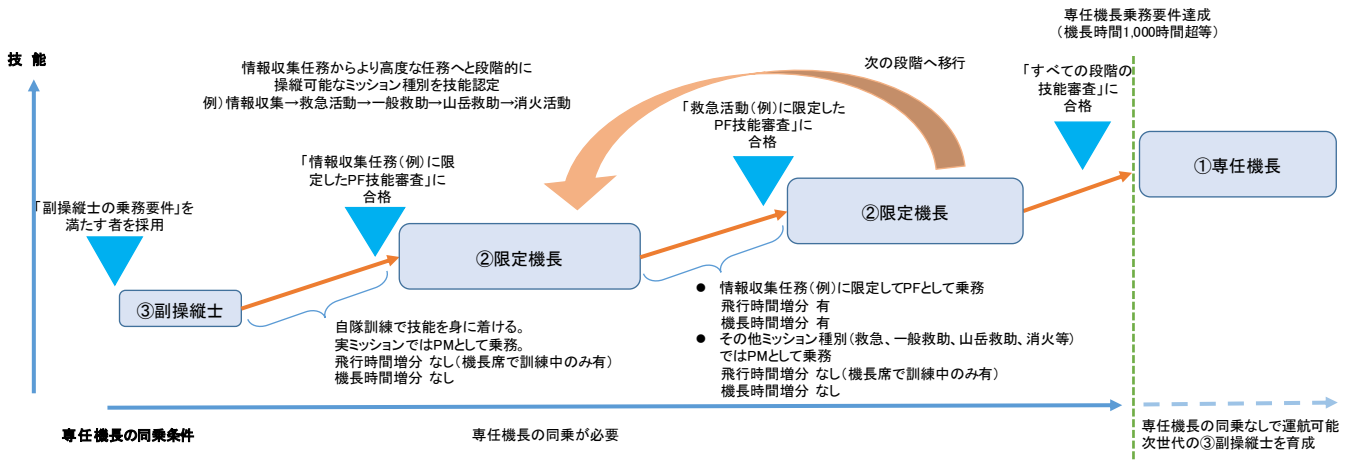 専任機長乗務要件達成
（機長時間1,000時間超等）
技 能
情報収集任務からより高度な任務へと段階的に
操縦可能なミッション種別を技能認定
例）情報収集→救急活動→一般救助→山岳救助→消火活動
次の段階へ移行
「すべての段階の
技能審査」に
合格
「救急活動（例）に限定した
PF技能審査」に
合格
「情報収集任務（例）に限
定したPF技能審査」に
合格
①専任機長
「副操縦士の乗務要件」を
満たす者を採用
②限定機長
②限定機長
③副操縦士
自隊訓練で技能を身に着ける。
実ミッションではPMとして乗務。
飛行時間増分 なし（機長席で訓練中のみ有）
機長時間増分 なし
● 情報収集任務（例）に限定してPFとして乗務
飛行時間増分 有
機長時間増分 有
● その他ミッション種別（救急、一般救助、山岳救助、消火等）
ではPMとして乗務
飛行時間増分 なし（機長席で訓練中のみ有）
機長時間増分 なし
専任機長の同乗条件
専任機長の同乗が必要
専任機長の同乗なしで運航可能
次世代の③副操縦士を育成